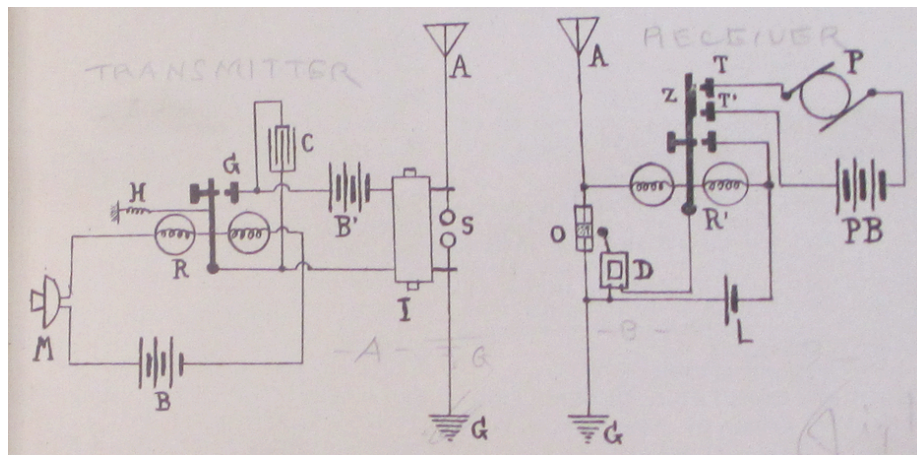 TRANSMITTER
RECEIVER
A
A
T
P
Z
T'
H
G
C
B'
S
R
R'
PB
O
D
I
M
L
B
-A-
-B-
G
G